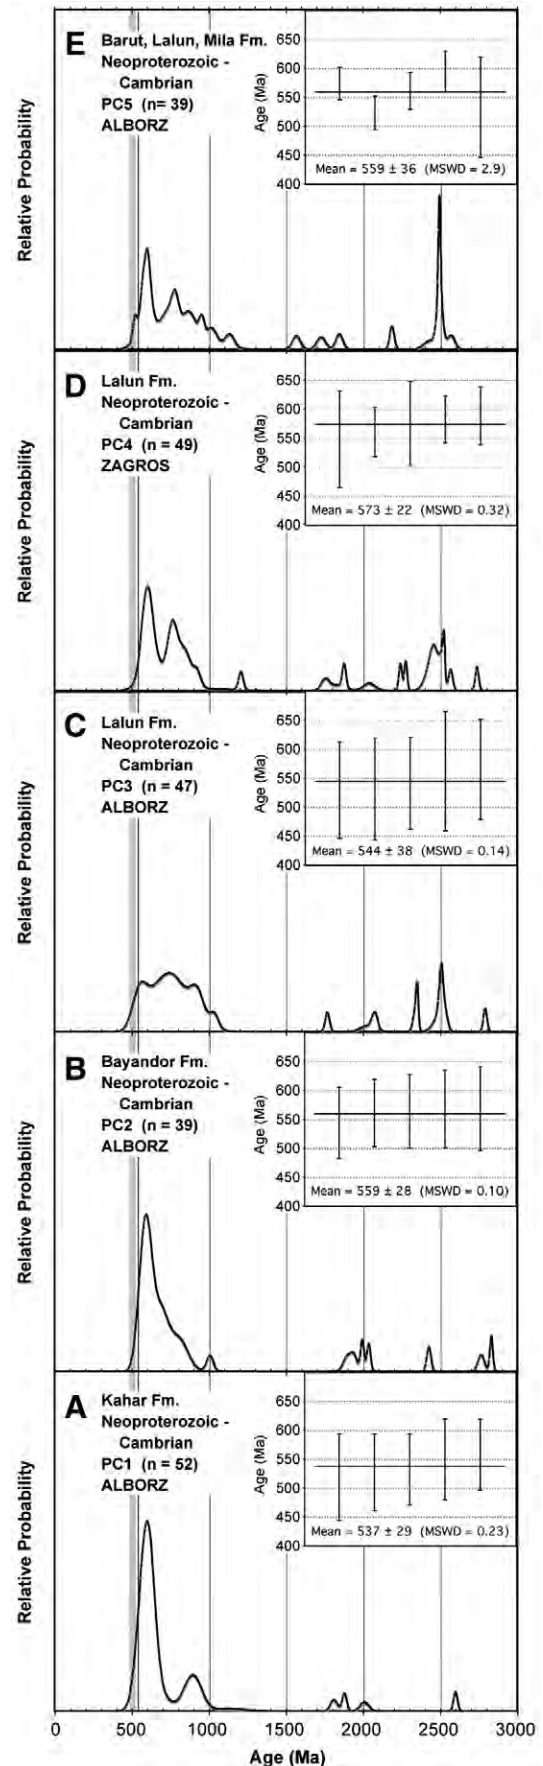 E
Barut, Lalun, Mila Fm.
Neoproterozoic -
Cambrian
PC5 (n= 39)
ALBORZ
Relative Probability
Age (Ma)
650
600
550
500
450
400
Mean = 559 ± 36 (MSWD = 2.9)
D
Lalun Fm.
Neoproterozoic -
Cambrian
PC4 (n = 49)
ZAGROS
Relative Probability
Age (Ma)
650
600
550
500
450
400
Mean = 573 ± 22 (MSWD = 0.32)
C
Lalun Fm.
Neoproterozoic -
Cambrian
PC3 (n = 47)
ALBORZ
Relative Probability
Age (Ma)
650
600
550
500
450
400
Mean = 544 ± 38 (MSWD = 0.14)
B
Bayandor Fm.
Neoproterozoic -
Cambrian
PC2 (n = 39)
ALBORZ
Relative Probability
Age (Ma)
650
600
550
500
450
400
Mean = 559 ± 28 (MSWD = 0.10)
A
Kahar Fm.
Neoproterozoic -
Cambrian
PC1 (n = 52)
ALBORZ
Relative Probability
Age (Ma)
650
600
550
500
450
400
Mean = 537 ± 29 (MSWD = 0.23)
0 500 1000 1500 2000 2500 3000
Age (Ma)